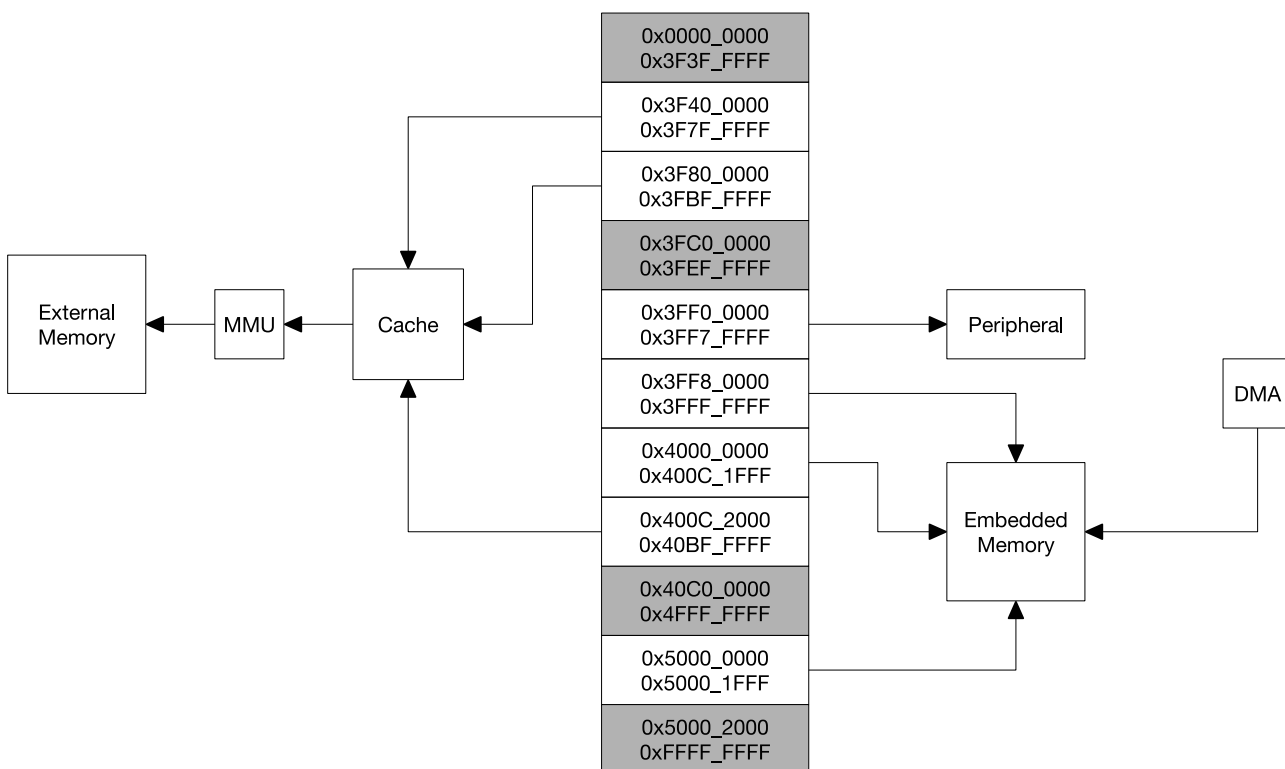 0x0000_0000
0x3F3F_FFFF
0x3F40_0000
0x3F7F_FFFF
0x3F80_0000
0x3FBF_FFFF
0x3FC0_0000
0x3FEF_FFFF
0x3FF0_0000
0x3FF7_FFFF
0x3FF8_0000
0x3FFF_FFFF
0x4000_0000
0x400C_1FFF
0x400C_2000
0x40BF_FFFF
0x40C0_0000
0x4FFF_FFFF
0x5000_0000
0x5000_1FFF
0x5000_2000
0xFFFF_FFFF
External
Memory
MMU
Cache
Peripheral
DMA
Embedded
Memory